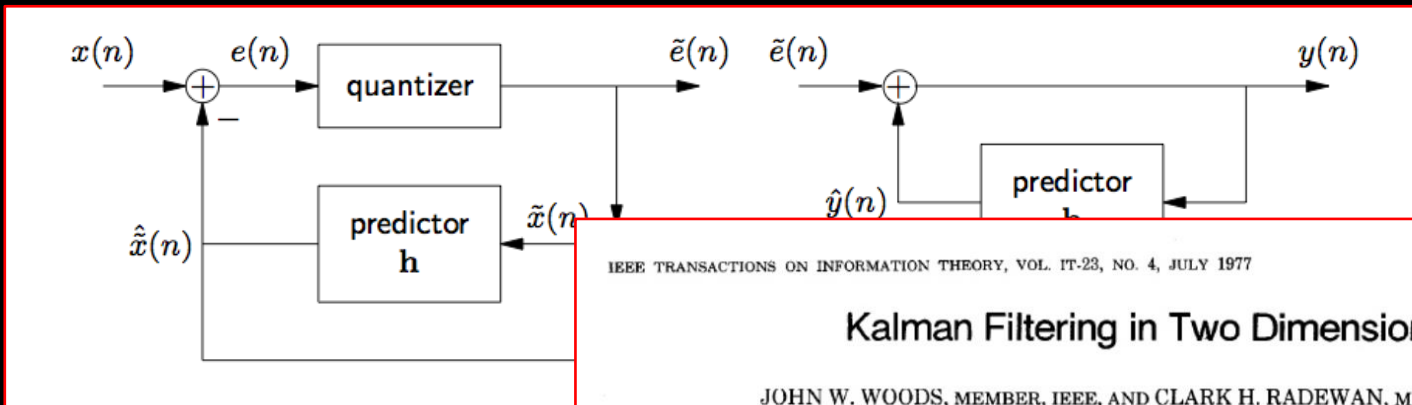 x(n) e(n) ẽ(n) ẽ(n) y(n)
quantizer
predictor
ŷ(n)
predictor
h
x̃(n)
x̃̂(n)
IEEE TRANSACTIONS ON INFORMATION THEORY, VOL. IT-23, NO. 4, JULY 1977
Kalman Filtering in Two
JOHN W. WOODS, MEMBER, IEEE, AND CLARK H. RADEWAN,